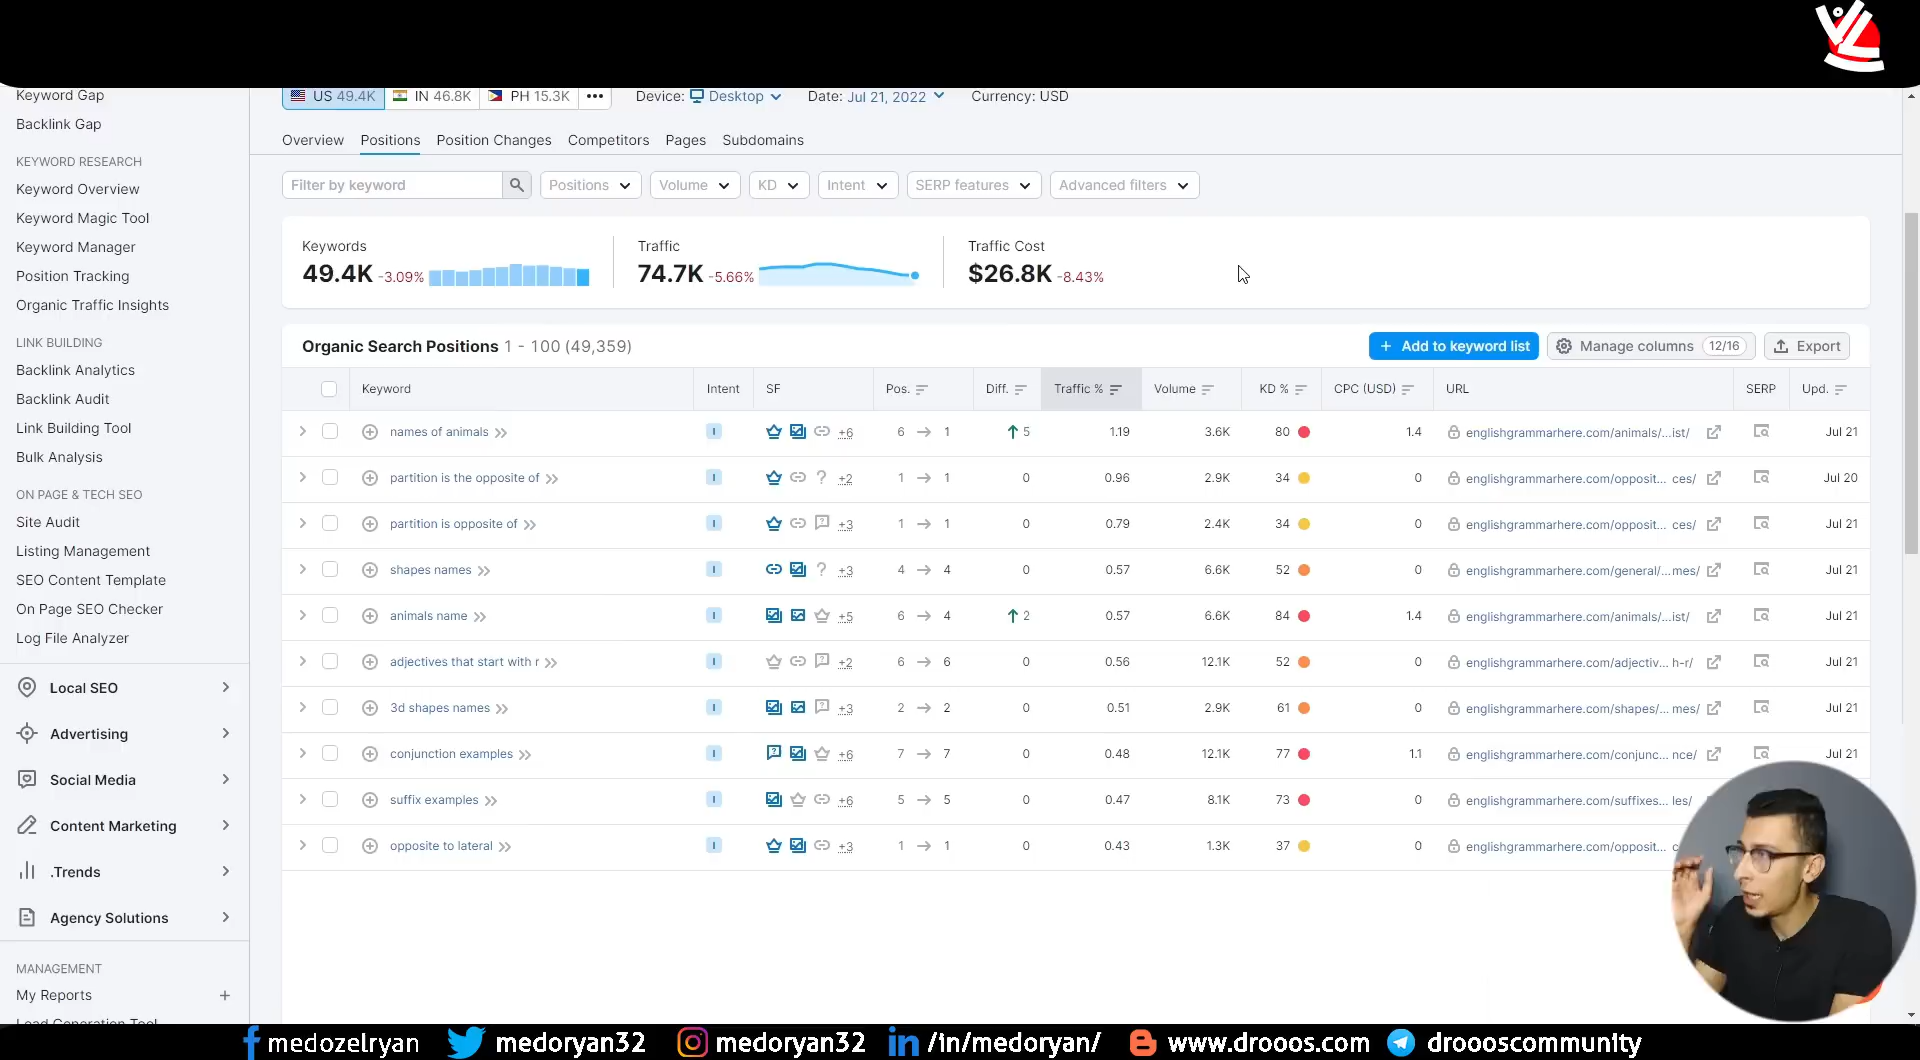 US 49.4K IN 46.8K PH 15.3K ••• Device: Desktop Date: Jul 21, 2022 Currency: USD
Overview Positions Position Changes Competitors Pages Subdomains
Filter by keyword Positions Volume KD Intent SERP features Advanced filters
Keywords Traffic Traffic Cost
49.4K -3.09% 74.7K -5.66% $26.8K -8.43%
Organic Search Positions 1 - 100 (49,359) + Add to keyword list Manage columns 12/16 Export
Keyword Intent SF Pos. Diff. Traffic % Volume KD % CPC (USD) URL SERP Upd.
names of animals I +6 6 → 1 ↑ 5 1.19 3.6K 80 1.4 englishgrammarhere.com/animals/...ist/ Jul 21
partition is the opposite of I ? +2 1 → 1 0 0.96 2.9K 34 0 englishgrammarhere.com/opposit... ces/ Jul 20
partition is opposite of I +3 1 → 1 0 0.79 2.4K 34 0 englishgrammarhere.com/opposit... ces/ Jul 21
shapes names I ? +3 4 → 4 0 0.57 6.6K 52 0 englishgrammarhere.com/general/...mes/ Jul 21
animals name I +5 6 → 4 ↑ 2 0.57 6.6K 84 1.4 englishgrammarhere.com/animals/...ist/ Jul 21
adjectives that start with r I +2 6 → 6 0 0.56 12.1K 52 0 englishgrammarhere.com/adjectiv... h-r/ Jul 21
3d shapes names I +3 2 → 2 0 0.51 2.9K 61 0 englishgrammarhere.com/shapes/... mes/ Jul 21
conjunction examples I +6 7 → 7 0 0.48 12.1K 77 1.1 englishgrammarhere.com/conjunc... nce/ Jul 21
suffix examples I +6 5 → 5 0 0.47 8.1K 73 0 englishgrammarhere.com/suffixes... les/
opposite to lateral I +3 1 → 1 0 0.43 1.3K 37 0 englishgrammarhere.com/opposit...
Keyword Gap
Backlink Gap
KEYWORD RESEARCH
Keyword Overview
Keyword Magic Tool
Keyword Manager
Position Tracking
Organic Traffic Insights
LINK BUILDING
Backlink Analytics
Backlink Audit
Link Building Tool
Bulk Analysis
ON PAGE & TECH SEO
Site Audit
Listing Management
SEO Content Template
On Page SEO Checker
Log File Analyzer
Local SEO
Advertising
Social Media
Content Marketing
.Trends
Agency Solutions
MANAGEMENT
My Reports +
Lead Generation Tool
medozelryan medoryan32 medoryan32 /in/medoryan/ www.drooos.com droooscommunity